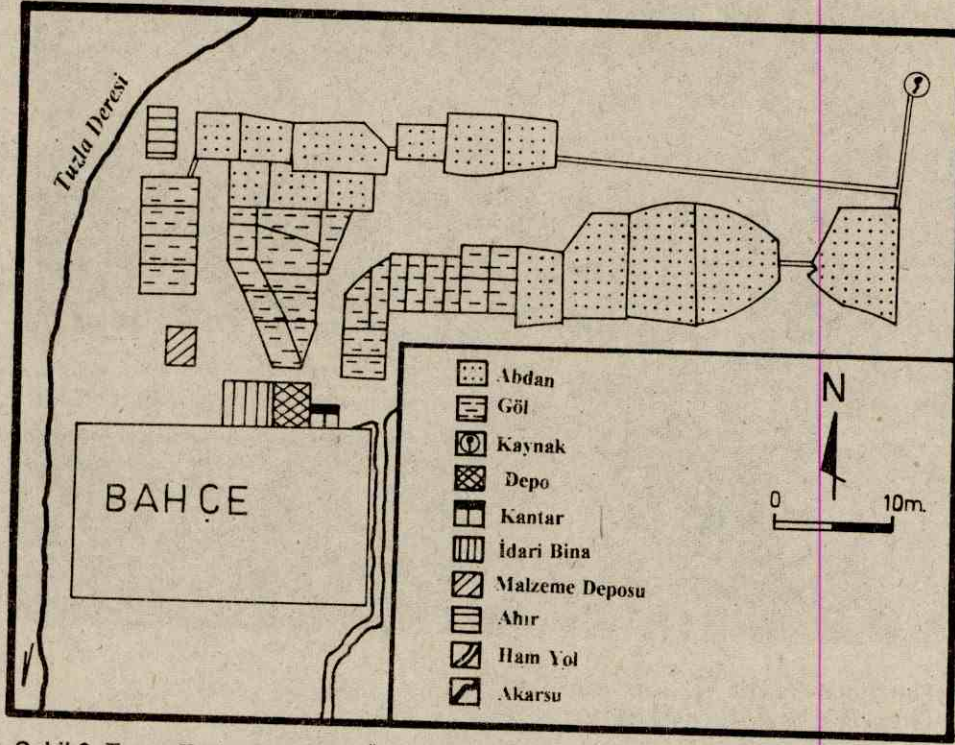 Tuzla Deresi
BAHÇE
Abdan
Göl
Kaynak
Depo
Kantar
İdari Bina
Malzeme Deposu
Ahır
Ham Yol
Akarsu
N
0 10m.